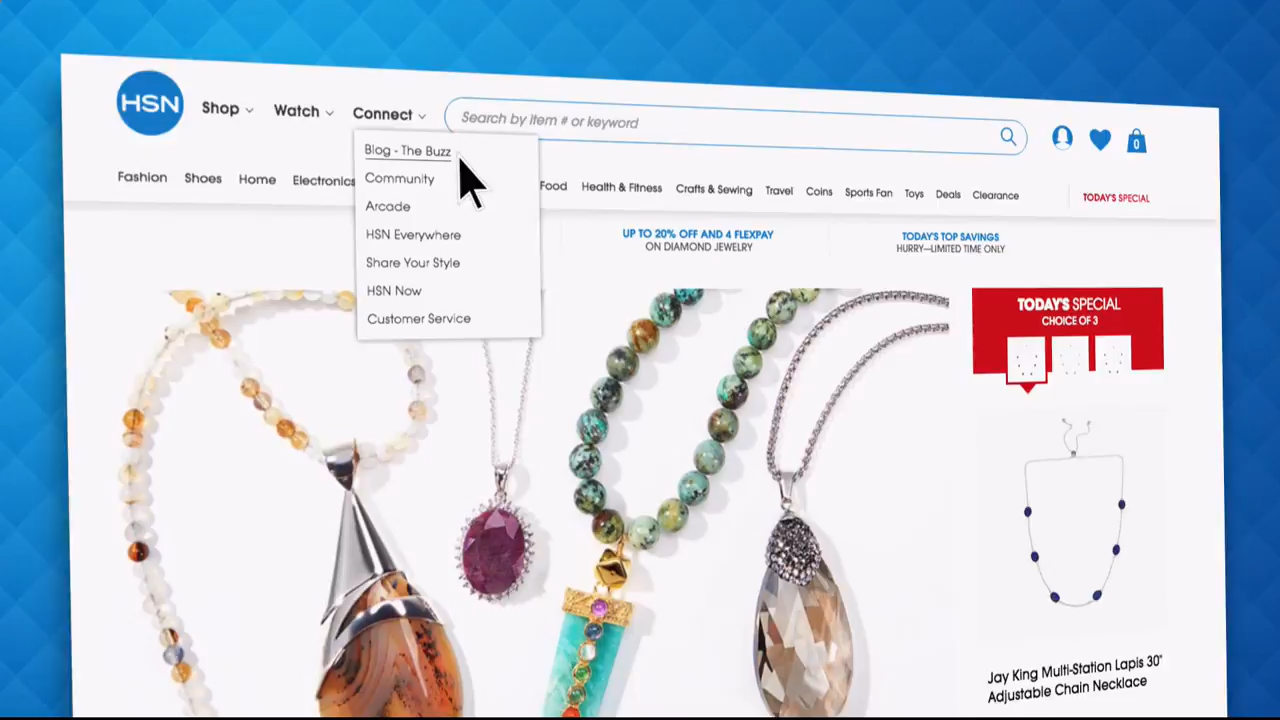 HSN
Shop
Watch
Connect
Search by item # or keyword
0
Blog - The Buzz
Community
Arcade
HSN Everywhere
Share Your Style
HSN Now
Customer Service
Fashion
Shoes
Home
Electronics
Food
Health & Fitness
Crafts & Sewing
Travel
Coins
Sports Fan
Toys
Deals
Clearance
TODAY'S SPECIAL
UP TO 20% OFF AND 4 FLEXPAY
ON DIAMOND JEWELRY
TODAY'S TOP SAVINGS
HURRY—LIMITED TIME ONLY
TODAY'S SPECIAL
CHOICE OF 3
Jay King Multi-Station Lapis 30"
Adjustable Chain Necklace